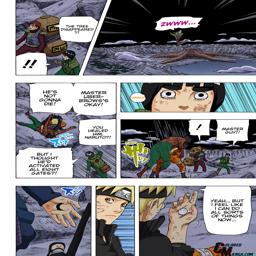 THE TREE
DISAPPEARED
??
ZWWW...
!!
HE'S
NOT
GONNA
DIE!
MASTER
UBER-
BROWS'S
OKAY?
YOU
HEALED
HIM,
NARUTO?!
BUT I
THOUGHT
HE'D
ACTIVATED
ALL EIGHT
GATES?!
!
MASTER
GUY!!
YEAH... BUT
I FEEL LIKE
I CAN DO
ALL SORTS
OF THINGS
NOW...